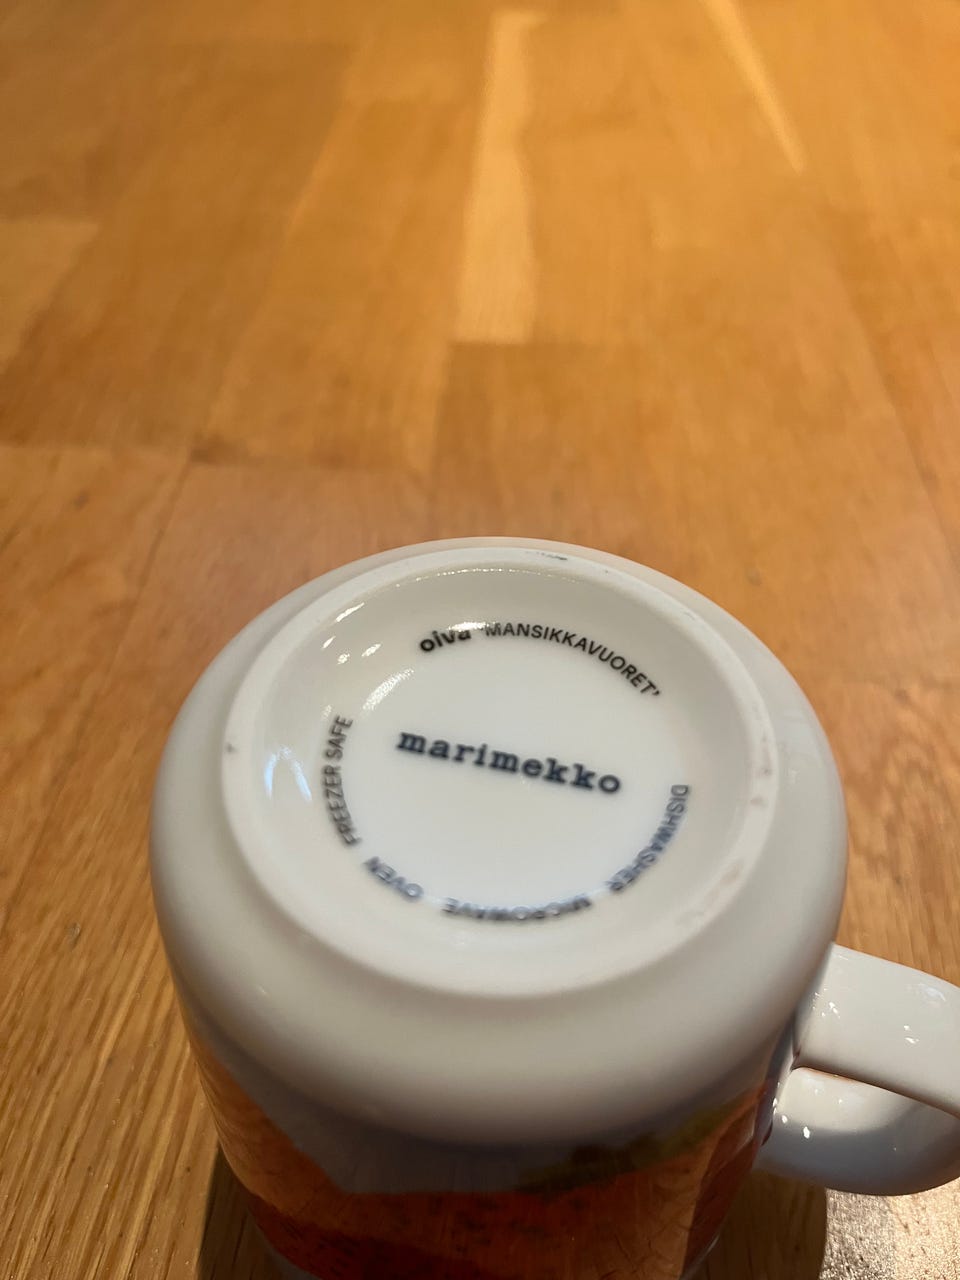 oiva 'MANSIKKAVUORET'
marimekko
DISHWASHER MICROWAVE OVEN FREEZER SAFE